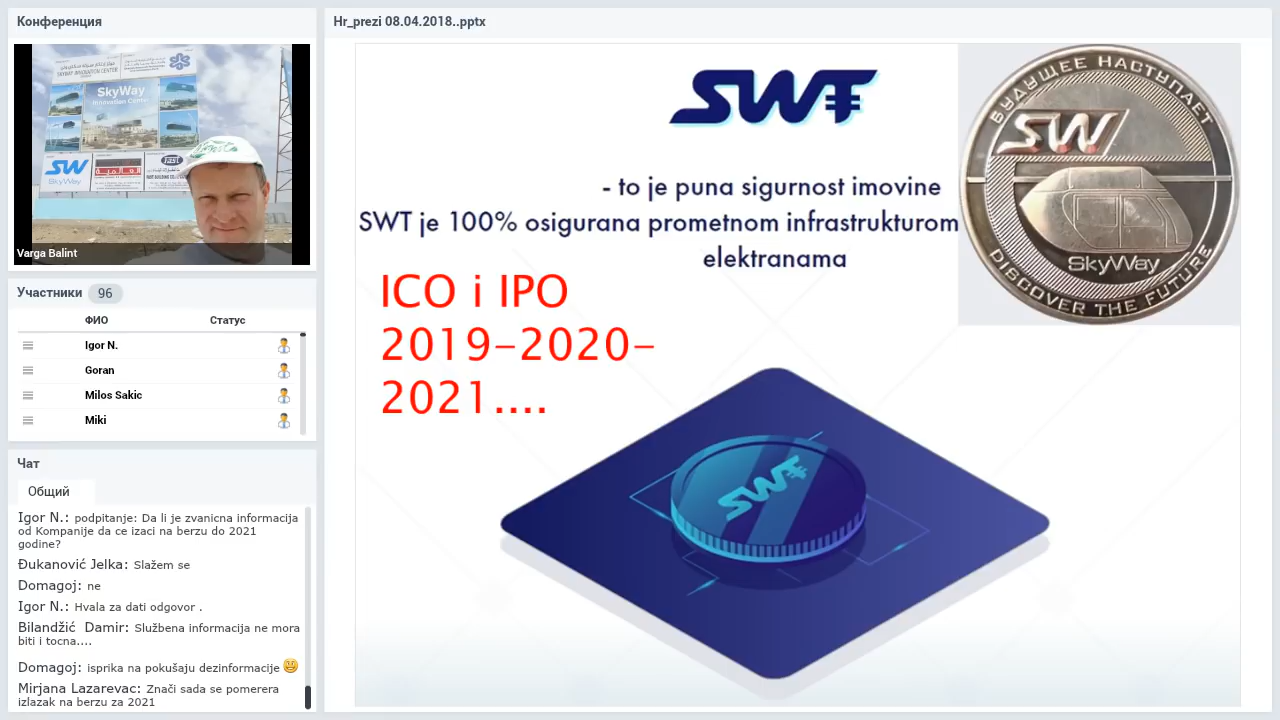 Конференция
SkyWay
Innovation Center
SW
SkyWay
Varga Balint
Участники 96
ФИО Статус
Igor N.
Goran
Milos Sakic
Miki
Чат
Общий
Igor N.: podpitanje: Da li je zvanicna informacija
od Kompanije da ce izaci na berzu do 2021
godine?
Đukanović Jelka: Slažem se
Domagoj: ne
Igor N.: Hvala za dati odgovor .
Bilandžić Damir: Službena informacija ne mora
biti i tocna....
Domagoj: isprika na pokušaju dezinformacije
Mirjana Lazarevac: Znači sada se pomerera
izlazak na berzu za 2021
Hr_prezi 08.04.2018..pptx
SWT
- to je puna sigurnost imovine
SWT je 100% osigurana prometnom infrastrukturom
elektranama
ICO i IPO
2019-2020-
2021....
БУДУЩЕЕ НАСТУПАЕТ
SW
SkyWay
DISCOVER THE FUTURE
SWT